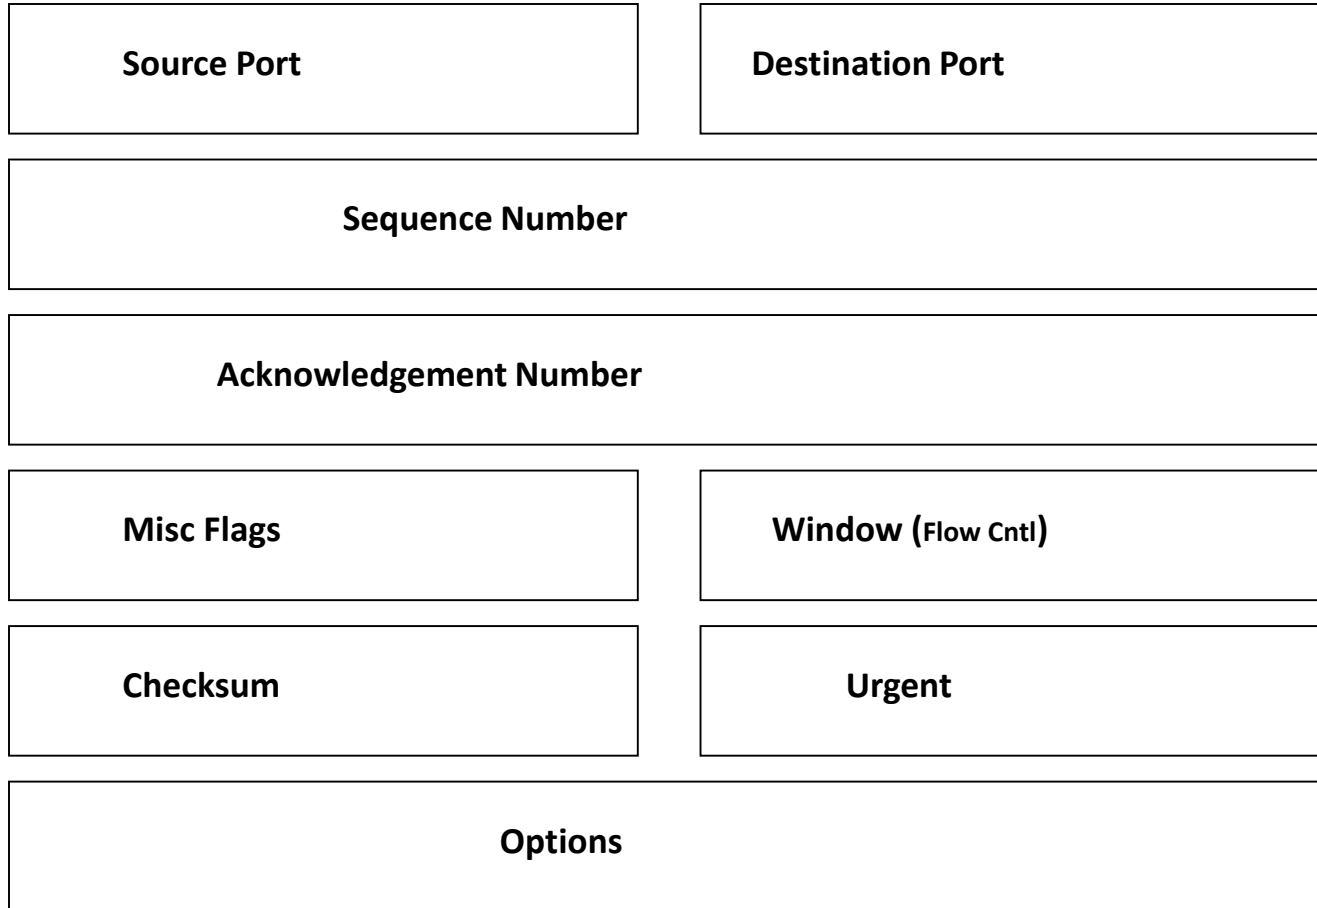 Source Port
Destination Port
Sequence Number
Acknowledgement Number
Misc Flags
Window (Flow Cntl)
Checksum
Urgent
Options